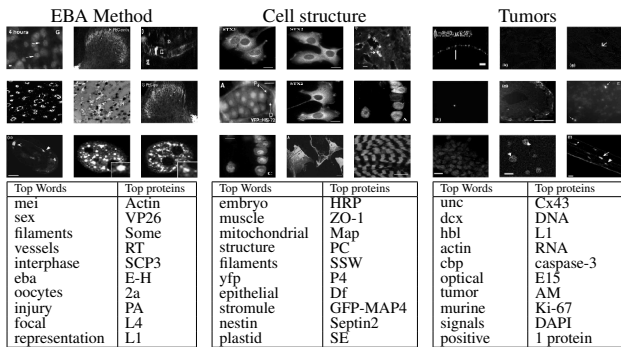 EBA Method
4 hours
G
Top Words Top proteins
mei Actin
sex VP26
filaments Some
vessels RT
interphase SCP3
eba E-H
oocytes 2a
injury PA
focal L4
representation L1
Cell structure
STX1 STX2
A
Top Words Top proteins
embryo HRP
muscle ZO-1
mitochondrial Map
structure PC
filaments SSW
yfp P4
epithelial Df
stromule GFP-MAP4
nestin Septin2
plastid SE
Tumors
Top Words Top proteins
unc Cx43
dcx DNA
hbl L1
actin RNA
cbp caspase-3
optical E15
tumor AM
murine Ki-67
signals DAPI
positive 1 protein